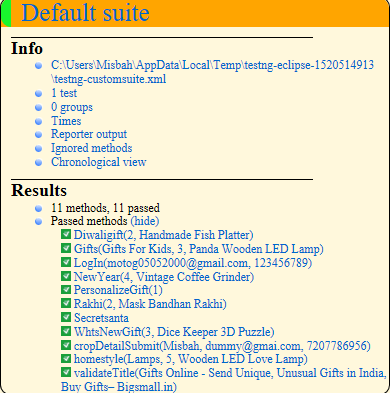 Default suite
Info
C:\Users\Misbah\AppData\Local\Temp\testng-eclipse-1520514913
\testng-customsuite.xml
1 test
0 groups
Times
Reporter output
Ignored methods
Chronological view
Results
11 methods, 11 passed
Passed methods (hide)
Diwaligift(2, Handmade Fish Platter)
Gifts(Gifts For Kids, 3, Panda Wooden LED Lamp)
LogIn(motog05052000@gmail.com, 123456789)
NewYear(4, Vintage Coffee Grinder)
PersonalizeGift(1)
Rakhi(2, Mask Bandhan Rakhi)
Secretsanta
WhtsNewGift(3, Dice Keeper 3D Puzzle)
cropDetailSubmit(Misbah, dummy@gmai.com, 7207786956)
homestyle(Lamps, 5, Wooden LED Love Lamp)
validateTitle(Gifts Online - Send Unique, Unusual Gifts in India,
Buy Gifts– Bigsmall.in)